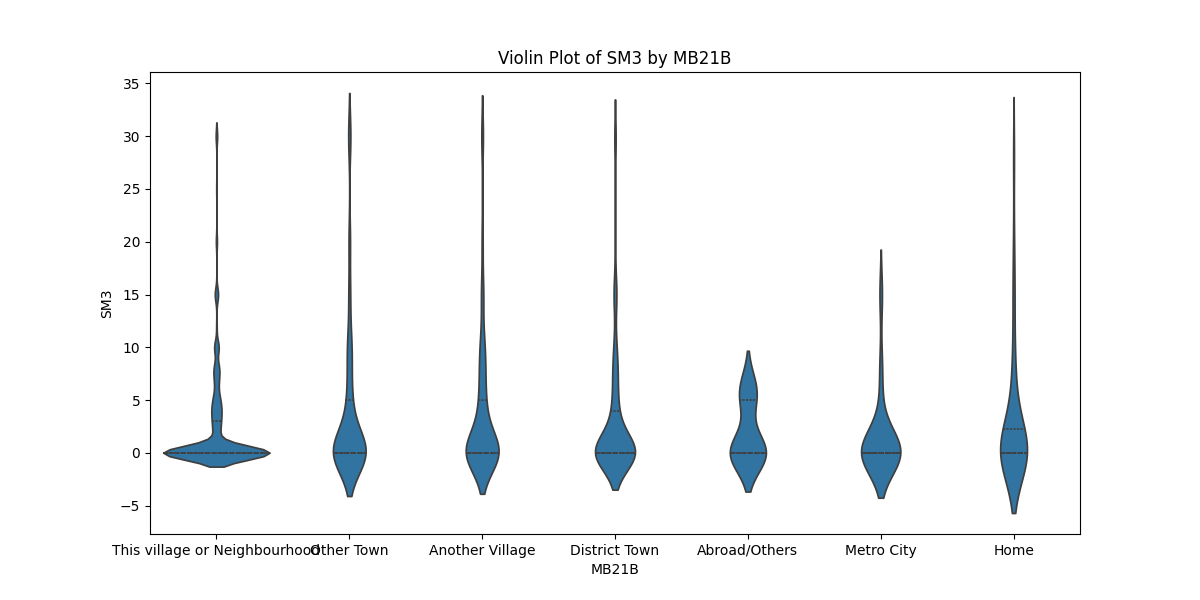 Violin Plot of SM3 by MB21B
35
30
25
20
15
10
5
0
−5
SM3
This village or Neighbourhood
Other Town
Another Village
District Town
Abroad/Others
Metro City
Home
MB21B